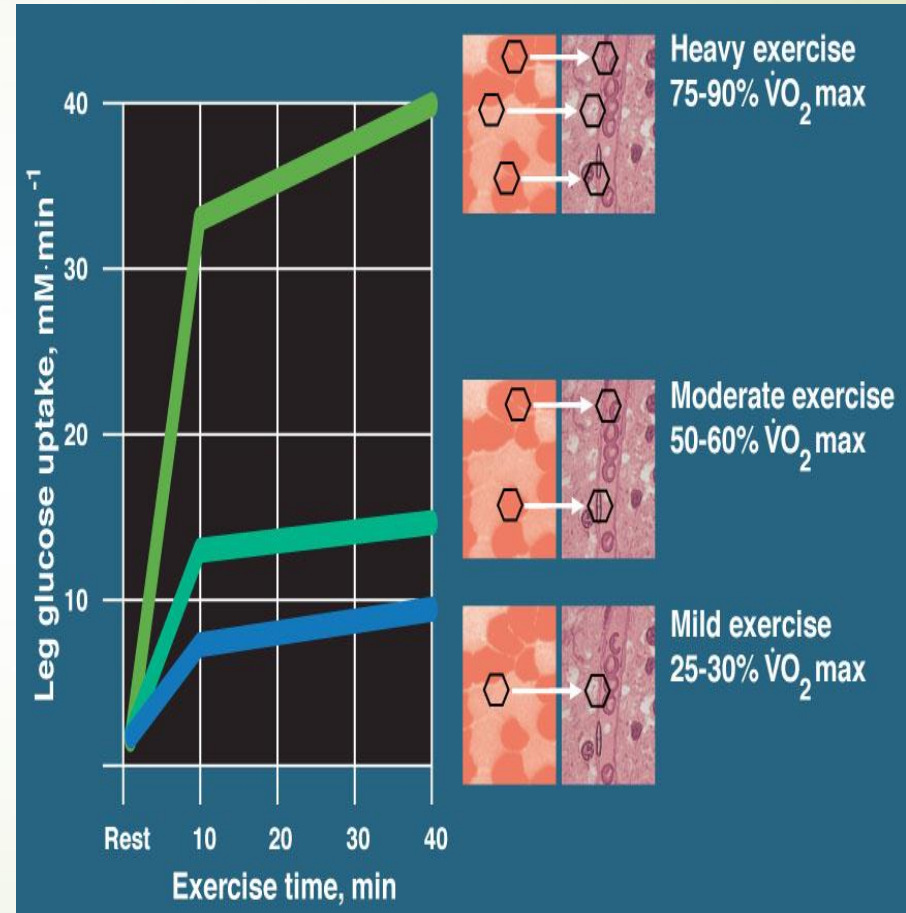 Leg glucose uptake, mM·min⁻¹
40
30
20
10
Rest 10 20 30 40
Exercise time, min
Heavy exercise
75-90% V̇O₂ max
Moderate exercise
50-60% V̇O₂ max
Mild exercise
25-30% V̇O₂ max